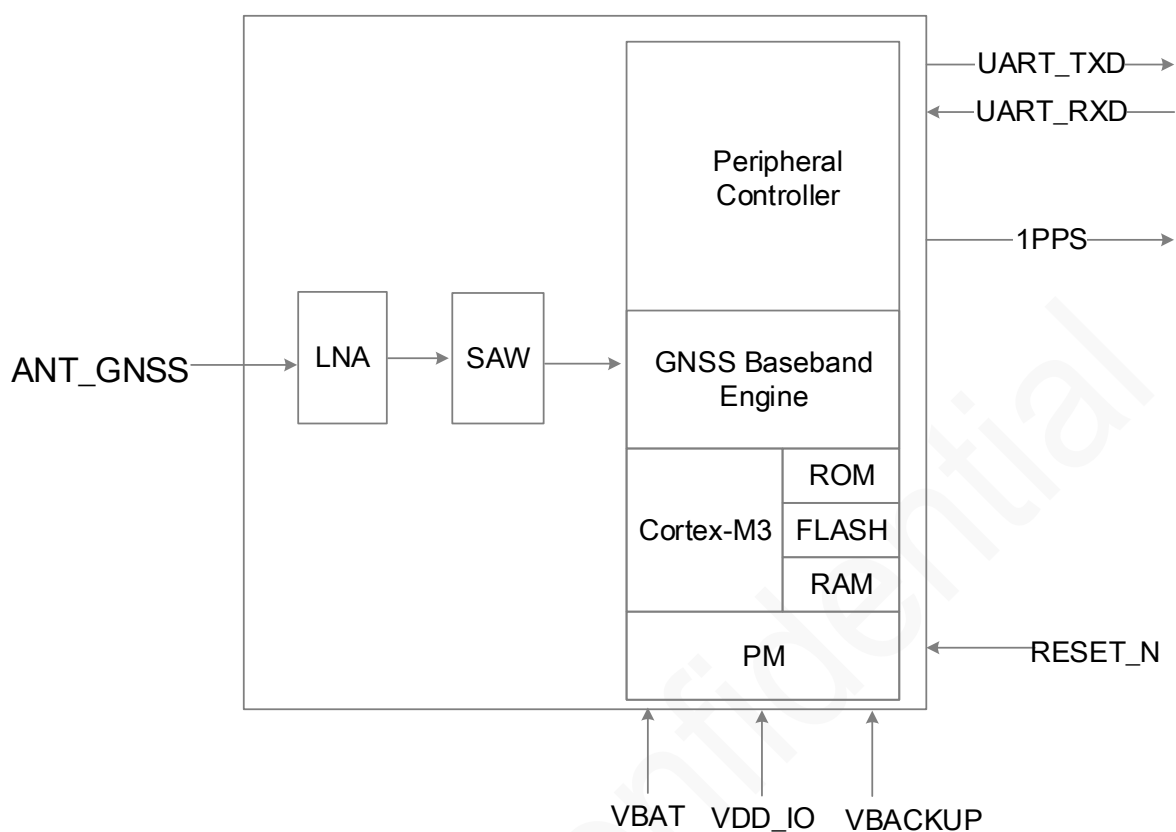 UART_TXD
UART_RXD
Peripheral
Controller
1PPS
ANT_GNSS
LNA
SAW
GNSS Baseband
Engine
ROM
Cortex-M3
FLASH
RAM
PM
RESET_N
VBAT
VDD_IO
VBACKUP
onfidential